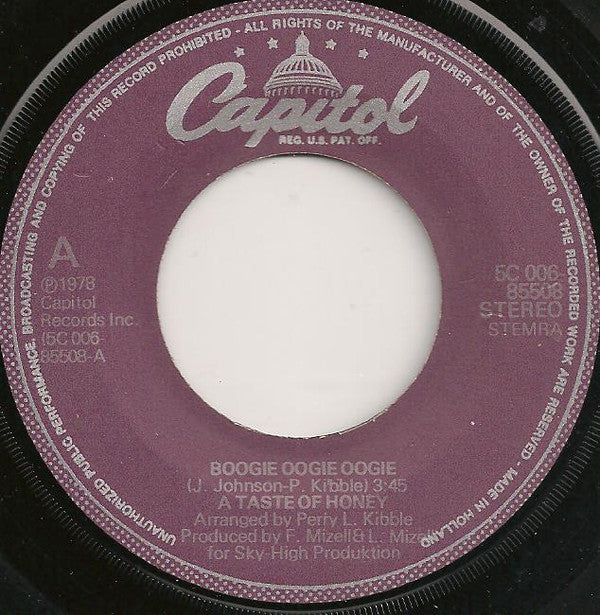 UNAUTHORIZED PUBLIC PERFORMANCE, BROADCASTING AND COPYING OF THIS RECORD PROHIBITED - ALL RIGHTS OF THE MANUFACTURER AND OF THE OWNER OF THE RECORDED WORK ARE RESERVED - MADE IN HOLLAND
Capitol
REG. U.S. PAT. OFF.
A
℗1978
Capitol
Records Inc.
(5C 006-
85508-A
5C 006-
85508
STEREO
STEMRA
BOOGIE OOGIE OOGIE
(J. Johnson-P. Kibble) 3:45
A TASTE OF HONEY
Arranged by Perry L. Kibble
Produced by F. Mizell & L. Mizell
for Sky-High Produktion